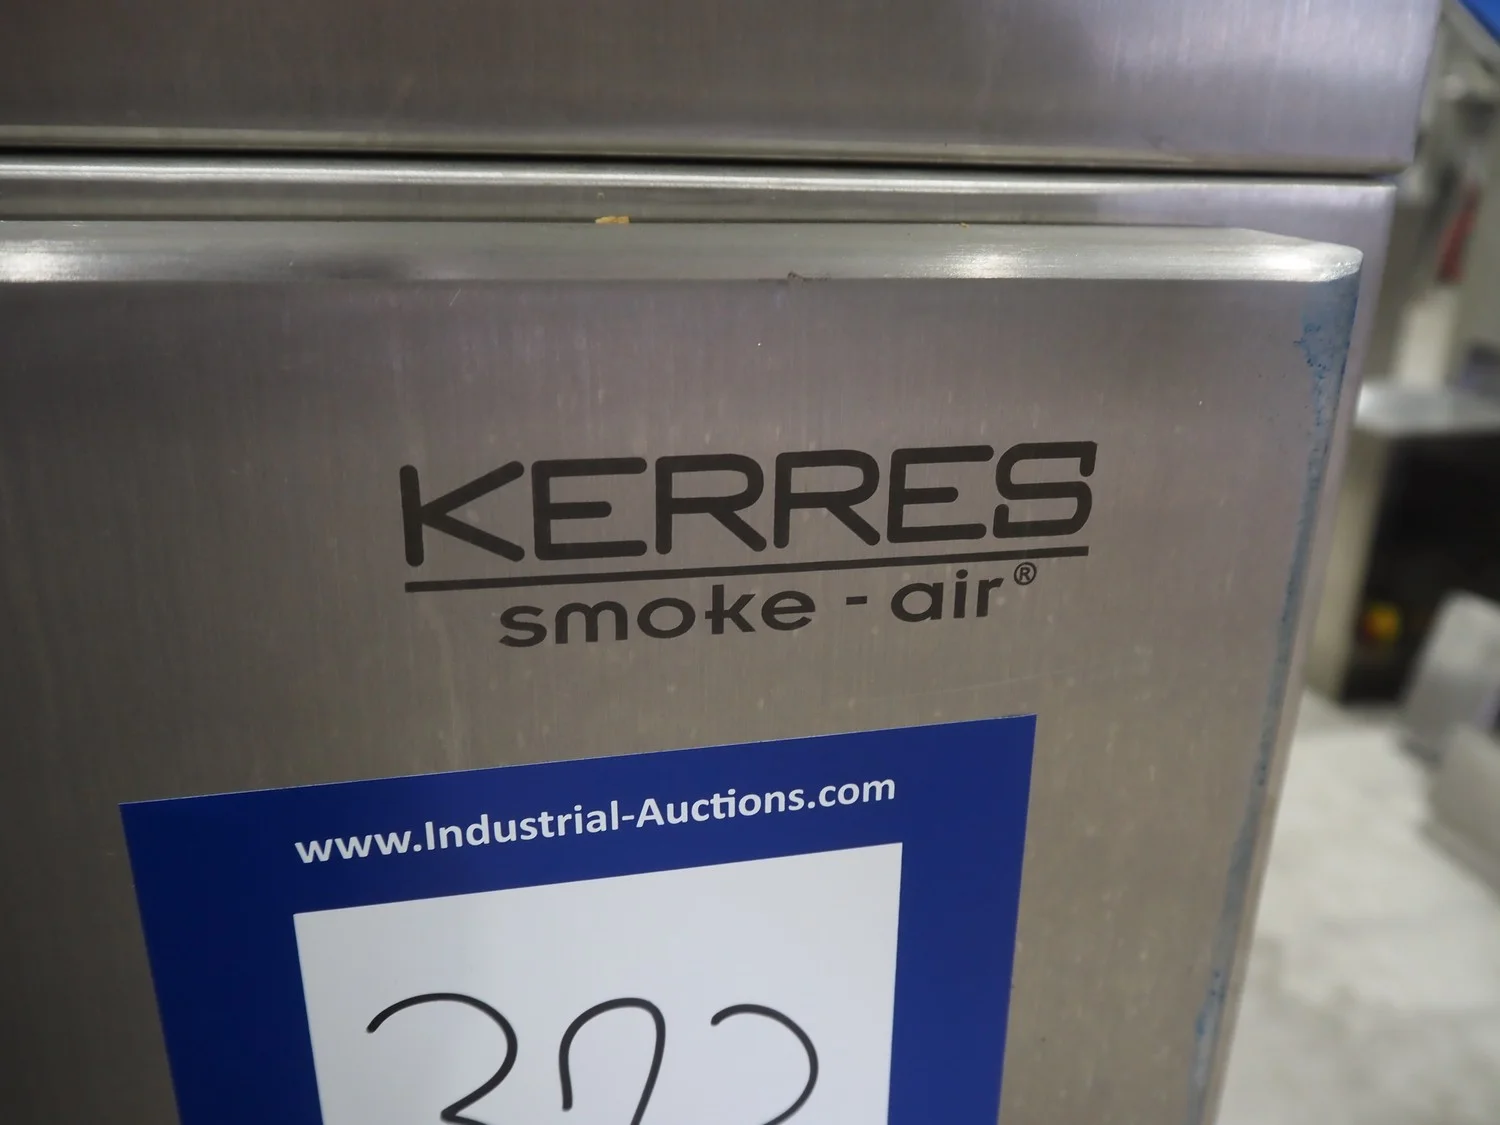 KERRES
smoke - air®
www.Industrial-Auctions.com